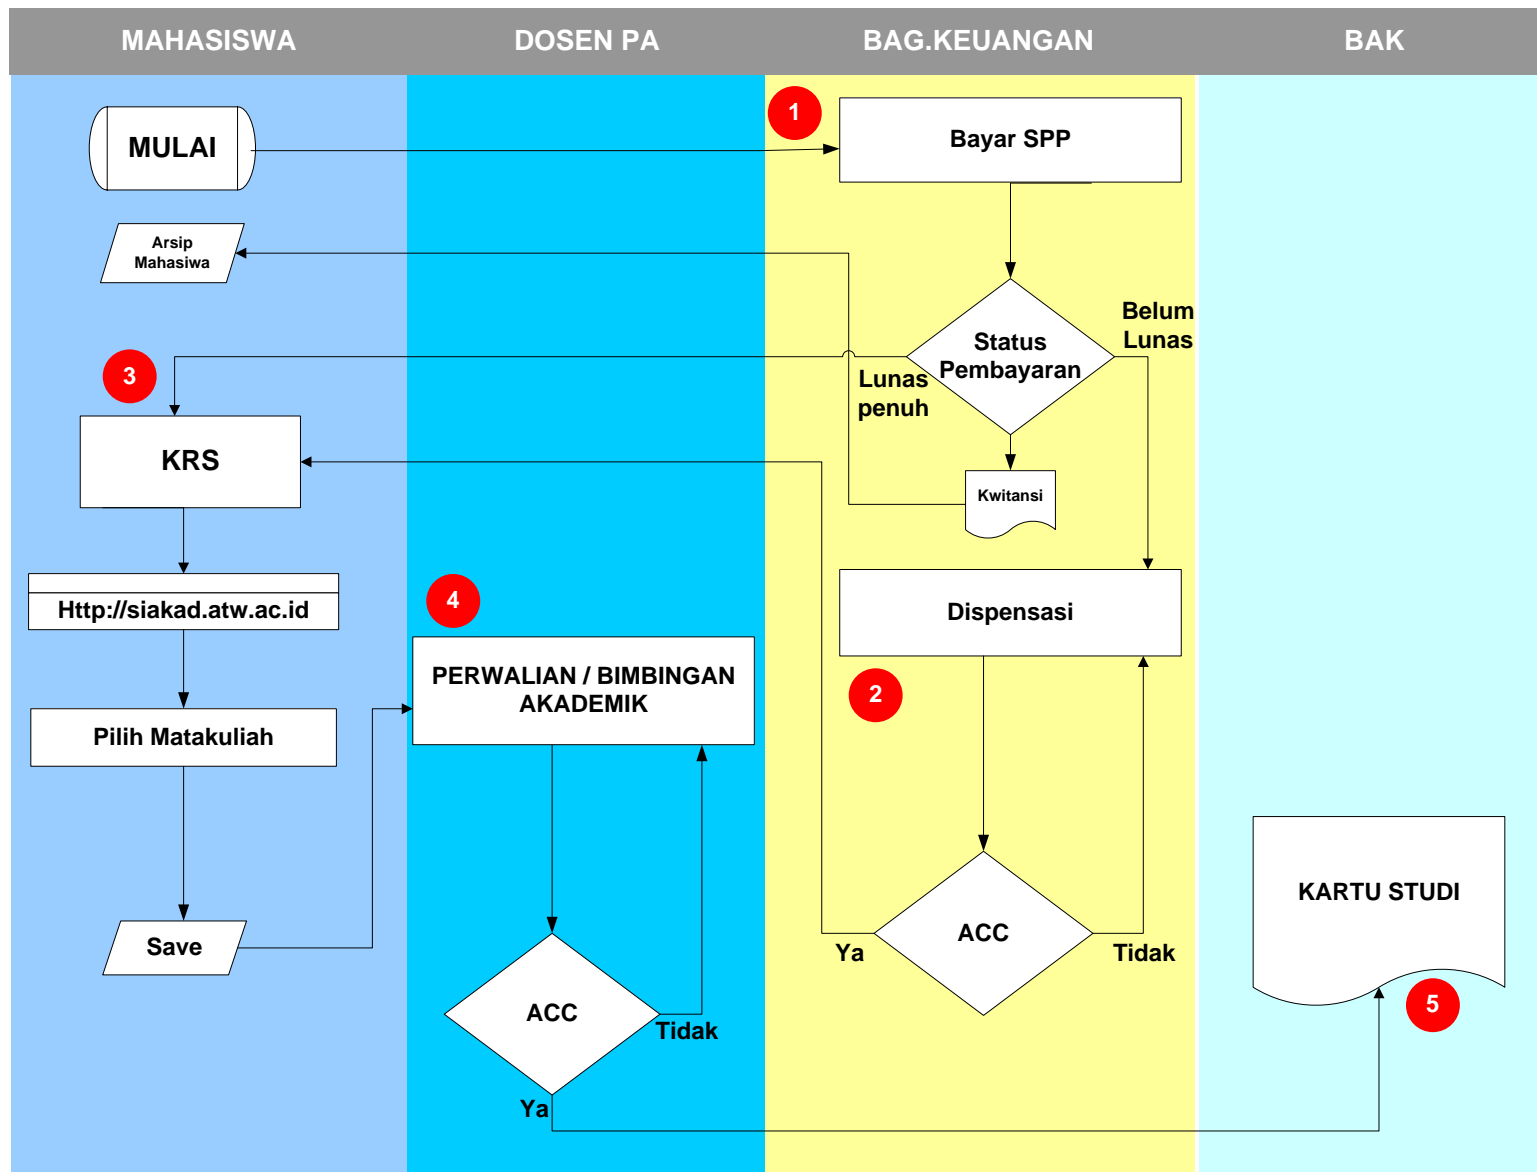 MAHASISWA
DOSEN PA
BAG.KEUANGAN
BAK
MULAI
1
Bayar SPP
Arsip
Mahasiwa
Belum
Lunas
Status
Pembayaran
Lunas
penuh
3
KRS
Kwitansi
Http://siakad.atw.ac.id
4
Dispensasi
PERWALIAN / BIMBINGAN
AKADEMIK
2
Pilih Matakuliah
KARTU STUDI
Save
ACC
Ya
Tidak
5
ACC
Tidak
Ya